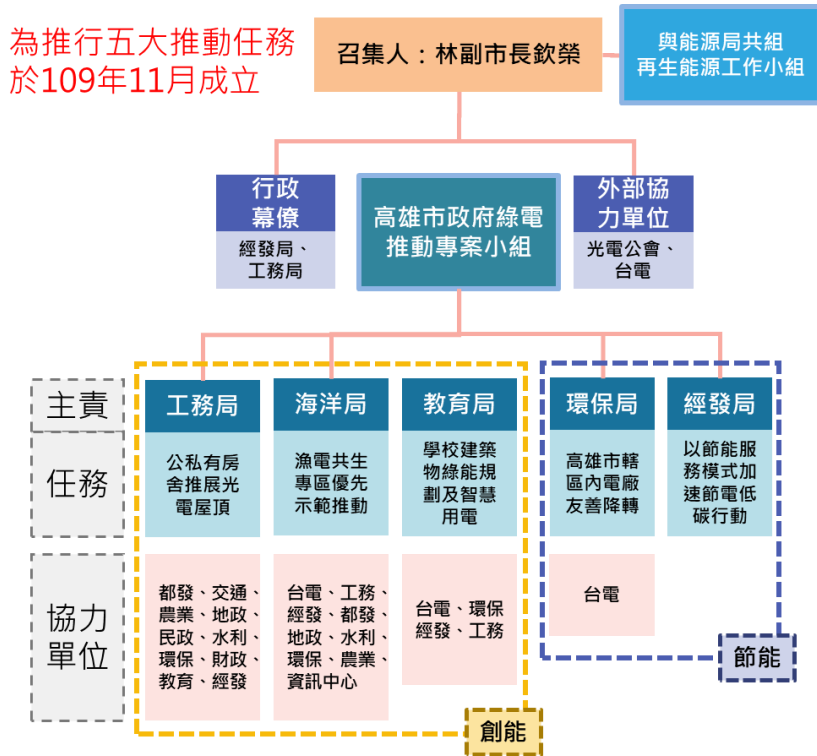 為推行五大推動任務
於109年11月成立
召集人：林副市長欽榮
與能源局共組
再生能源工作小組
行政
幕僚
經發局、
工務局
高雄市政府綠電
推動專案小組
外部協
力單位
光電公會、
台電
主責
工務局
海洋局
教育局
環保局
經發局
任務
公私有房
舍推展光
電屋頂
漁電共生
專區優先
示範推動
學校建築
物綠能規
劃及智慧
用電
高雄市轄
區內電廠
友善降轉
以節能服
務模式加
速節電低
碳行動
協力
單位
都發、交通、
農業、地政、
民政、水利、
環保、財政、
教育、經發
台電、工務、
經發、都發、
地政、水利、
環保、農業、
資訊中心
台電、環保
經發、工務
台電
節能
創能